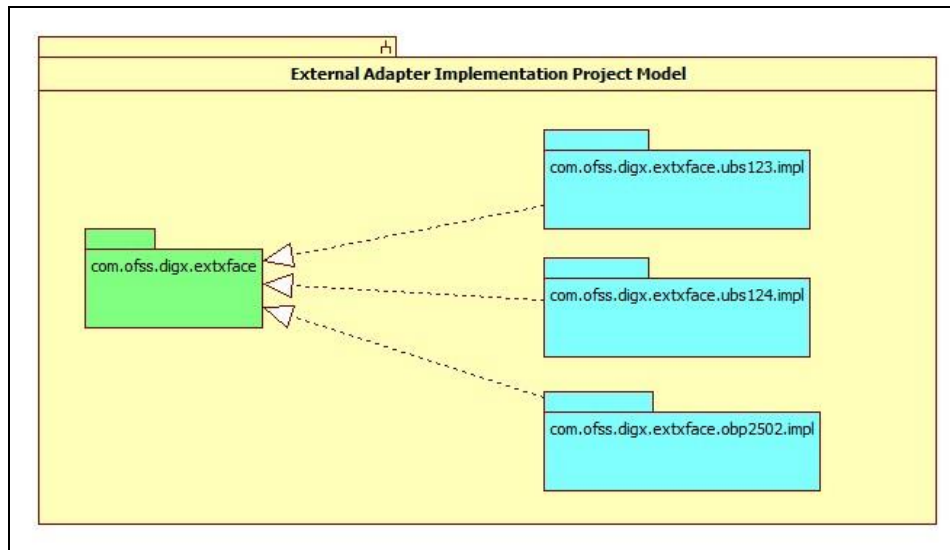 External Adapter Implementation Project Model
com.ofss.digx.extxface.ubs123.impl
com.ofss.digx.extxface
com.ofss.digx.extxface.ubs124.impl
com.ofss.digx.extxface.obp2502.impl